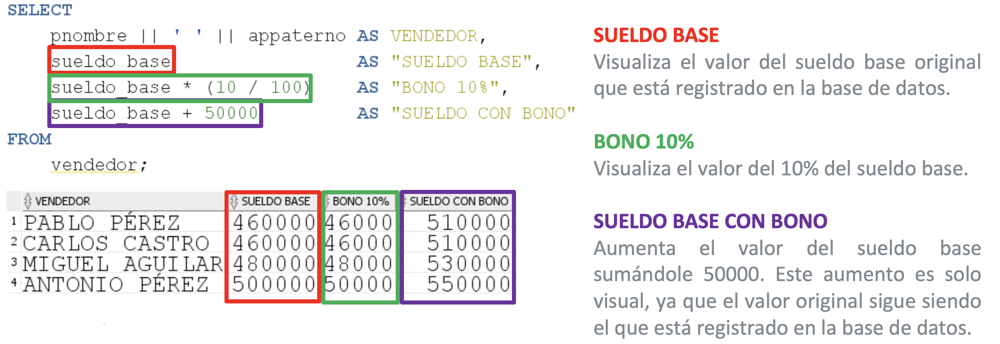 SELECT
pnombre || ' ' || appaterno AS VENDEDOR,
sueldo_base AS "SUELDO BASE",
sueldo_base * (10 / 100) AS "BONO 10%",
sueldo_base + 50000 AS "SUELDO CON BONO"
FROM
vendedor;
VENDEDOR SUELDO BASE BONO 10% SUELDO CON BONO
1 PABLO PÉREZ 460000 46000 510000
2 CARLOS CASTRO 460000 46000 510000
3 MIGUEL AGUILAR 480000 48000 530000
4 ANTONIO PÉREZ 500000 50000 550000
SUELDO BASE
Visualiza el valor del sueldo base original
que está registrado en la base de datos.
BONO 10%
Visualiza el valor del 10% del sueldo base.
SUELDO BASE CON BONO
Aumenta el valor del sueldo base
sumándole 50000. Este aumento es solo
visual, ya que el valor original sigue siendo
el que está registrado en la base de datos.